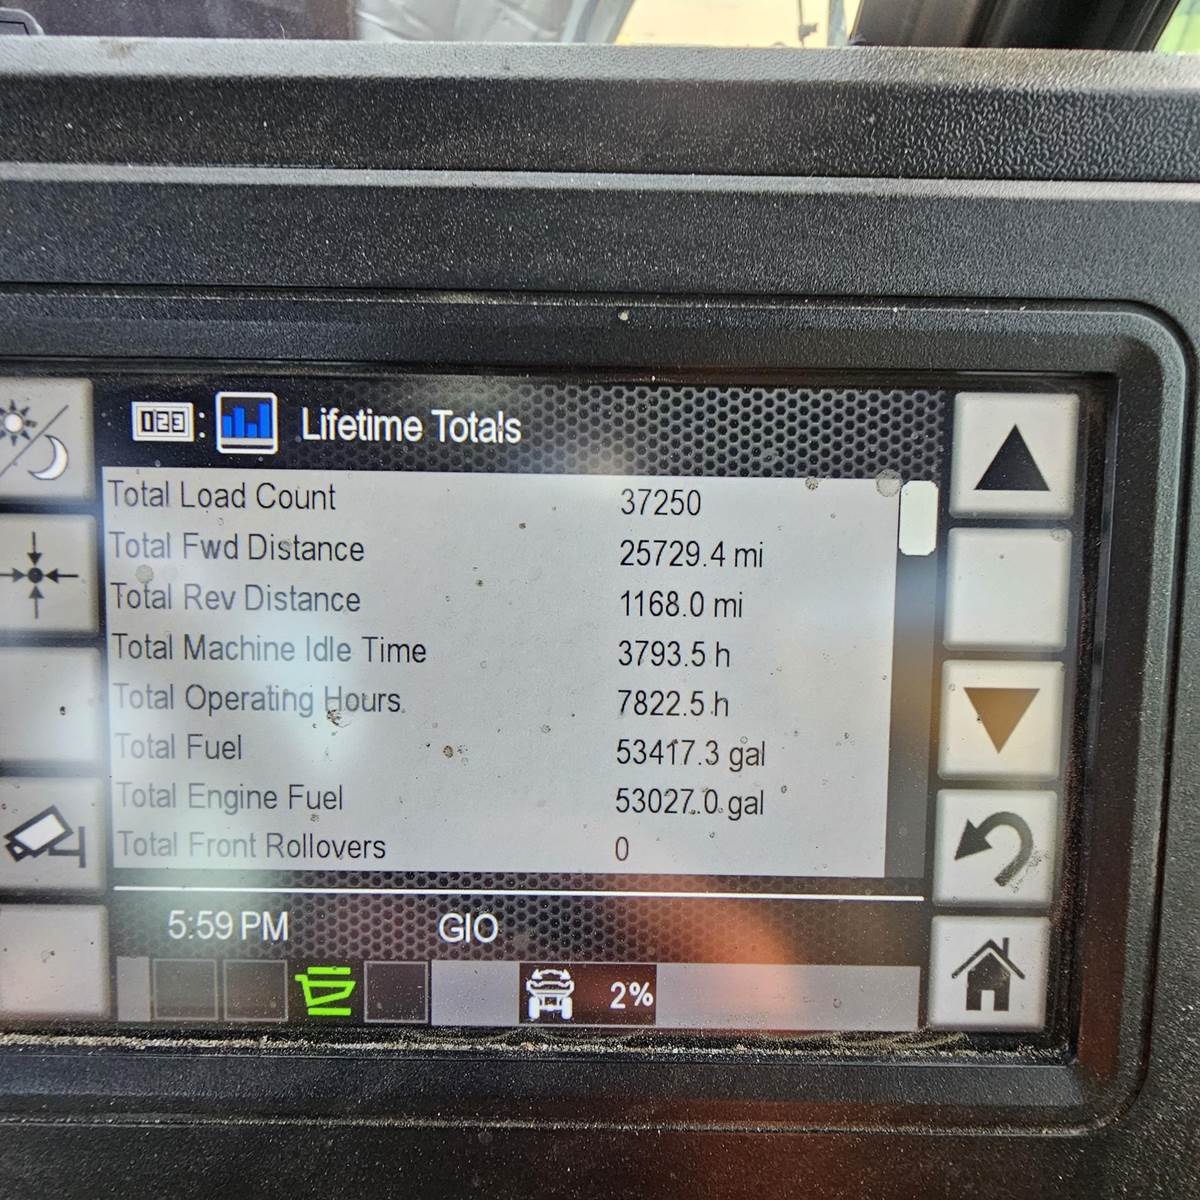 123: Lifetime Totals
Total Load Count 37250
Total Fwd Distance 25729.4 mi
Total Rev Distance 1168.0 mi
Total Machine Idle Time 3793.5 h
Total Operating Hours 7822.5 h
Total Fuel 53417.3 gal
Total Engine Fuel 53027.0 gal
Total Front Rollovers 0
5:59 PM GIO
2%